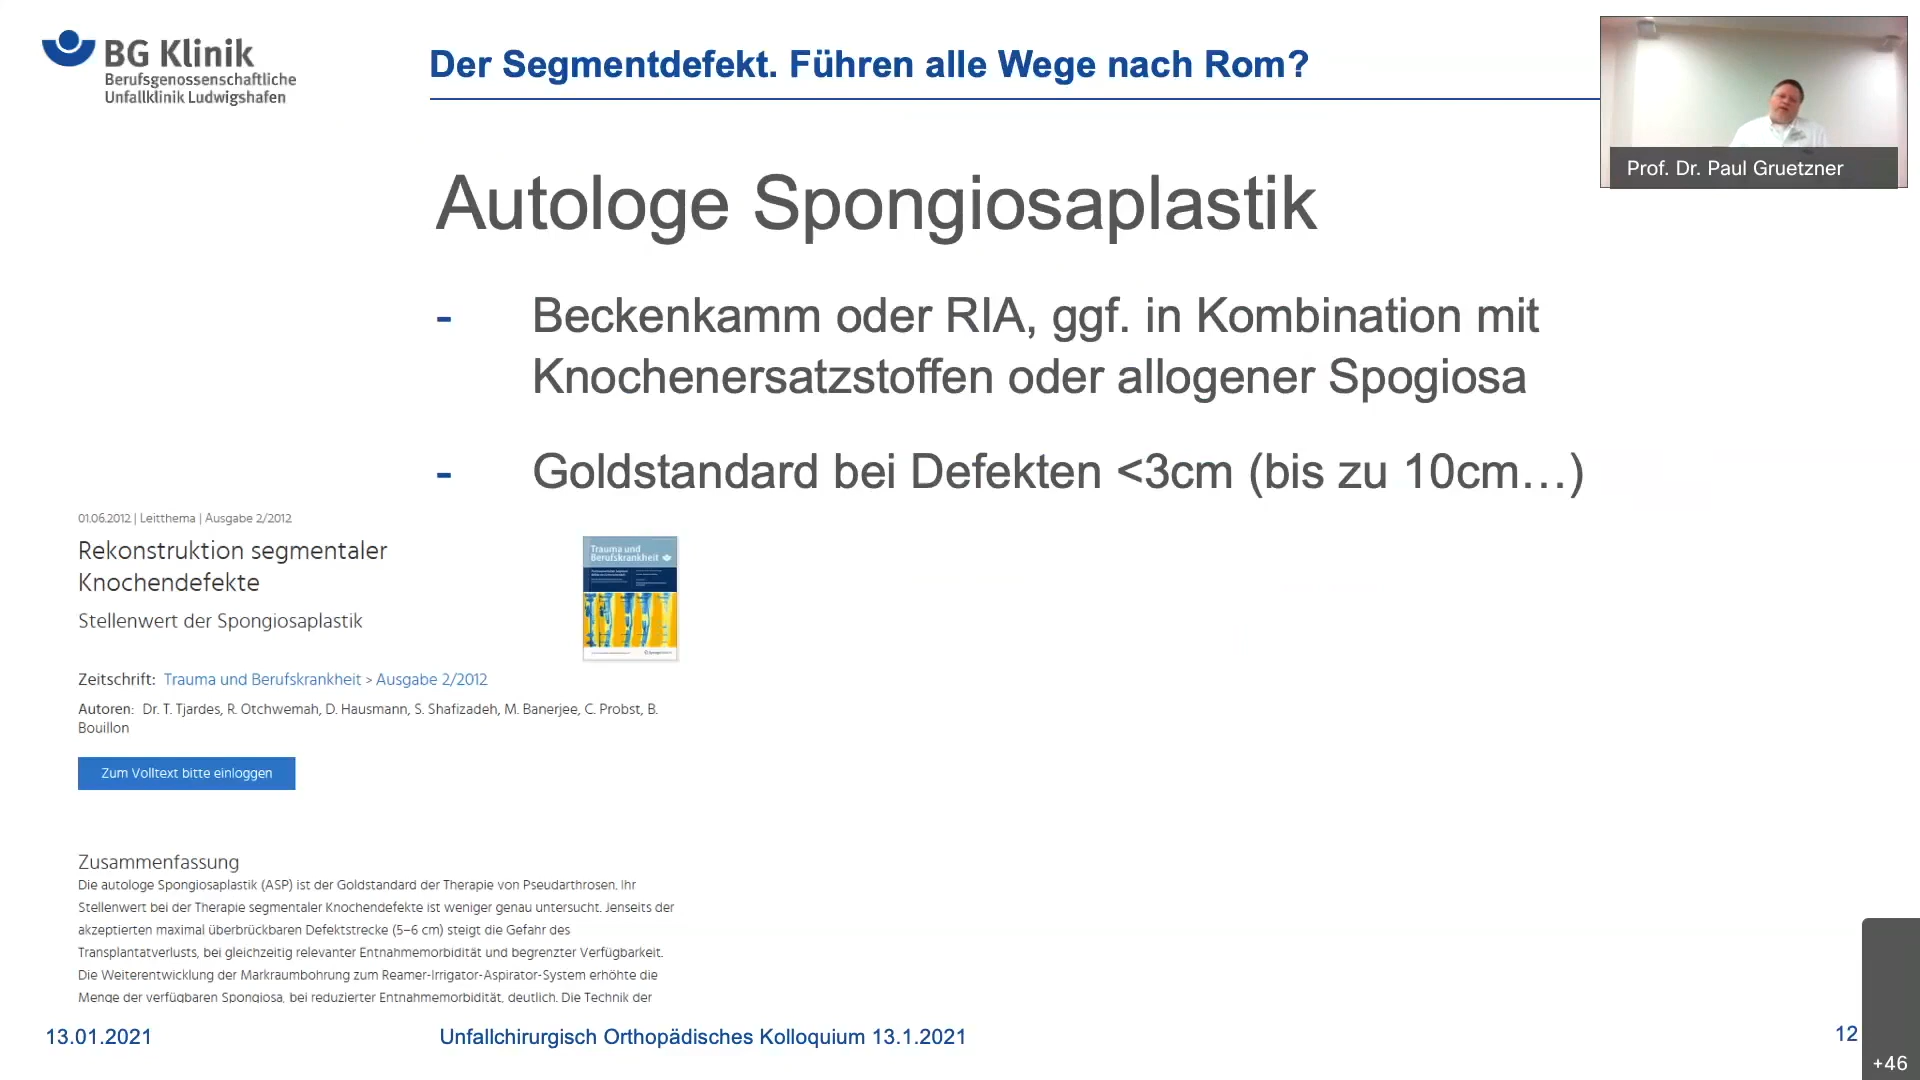 BG Klinik
Berufsgenossenschaftliche
Unfallklinik Ludwigshafen
Der Segmentdefekt. Führen alle Wege nach Rom?
Prof. Dr. Paul Gruetzner
Autologe Spongiosaplastik
- Beckenkamm oder RIA, ggf. in Kombination mit
Knochenersatzstoffen oder allogener Spogiosa
- Goldstandard bei Defekten <3cm (bis zu 10cm…)
01.06.2012 | Leitthema | Ausgabe 2/2012
Rekonstruktion segmentaler
Knochendefekte
Stellenwert der Spongiosaplastik
Trauma und
Berufskrankheit
Zeitschrift: Trauma und Berufskrankheit > Ausgabe 2/2012
Autoren: Dr. T. Tjardes, R. Otchwemah, D. Hausmann, S. Shafizadeh, M. Banerjee, C. Probst, B.
Bouillon
Zum Volltext bitte einloggen
Zusammenfassung
Die autologe Spongiosaplastik (ASP) ist der Goldstandard der Therapie von Pseudarthrosen. Ihr
Stellenwert bei der Therapie segmentaler Knochendefekte ist weniger genau untersucht. Jenseits der
akzeptierten maximal überbrückbaren Defektstrecke (5–6 cm) steigt die Gefahr des
Transplantatverlusts, bei gleichzeitig relevanter Entnahmemorbidität und begrenzter Verfügbarkeit.
Die Weiterentwicklung der Markraumbohrung zum Reamer-Irrigator-Aspirator-System erhöhte die
Menge der verfügbaren Spongiosa, bei reduzierter Entnahmemorbidität, deutlich. Die Technik der
13.01.2021
Unfallchirurgisch Orthopädisches Kolloquium 13.1.2021
12
+46